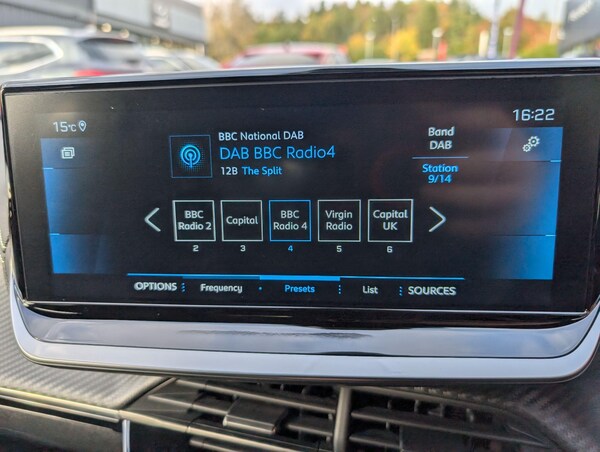 15°C
16:22
BBC National DAB
DAB BBC Radio4
12B The Split
Band
DAB
Station
9/14
BBC
Radio 2
Capital
BBC
Radio 4
Virgin
Radio
Capital
UK
2
3
4
5
6
OPTIONS
Frequency
Presets
List
SOURCES